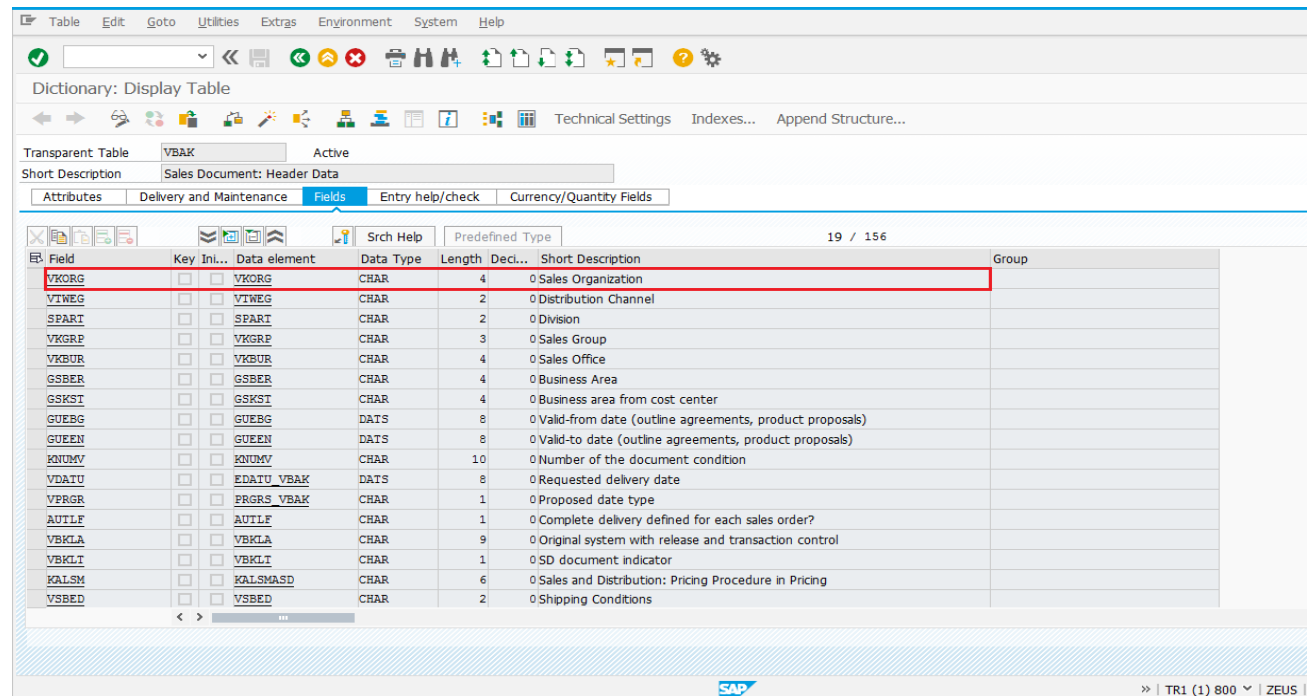 Table Edit Goto Utilities Extras Environment System Help
Dictionary: Display Table
Technical Settings Indexes... Append Structure...
Transparent Table VBAK Active
Short Description Sales Document: Header Data
Attributes Delivery and Maintenance Fields Entry help/check Currency/Quantity Fields
Srch Help Predefined Type 19 / 156
Field Key Ini... Data element Data Type Length Deci... Short Description Group
VKORG VKORG CHAR 4 0 Sales Organization
VTWEG VTWEG CHAR 2 0 Distribution Channel
SPART SPART CHAR 2 0 Division
VKGRP VKGRP CHAR 3 0 Sales Group
VKBUR VKBUR CHAR 4 0 Sales Office
GSBER GSBER CHAR 4 0 Business Area
GSKST GSKST CHAR 4 0 Business area from cost center
GUEBG GUEBG DATS 8 0 Valid-from date (outline agreements, product proposals)
GUEEN GUEEN DATS 8 0 Valid-to date (outline agreements, product proposals)
KNUMV KNUMV CHAR 10 0 Number of the document condition
VDATU EDATU_VBAK DATS 8 0 Requested delivery date
VPRGR PRGRS_VBAK CHAR 1 0 Proposed date type
AUTLF AUTLF CHAR 1 0 Complete delivery defined for each sales order?
VBKLA VBKLA CHAR 9 0 Original system with release and transaction control
VBKLT VBKLT CHAR 1 0 SD document indicator
KALSM KALSMASD CHAR 6 0 Sales and Distribution: Pricing Procedure in Pricing
VSBED VSBED CHAR 2 0 Shipping Conditions
SAP » | TR1 (1) 800 | ZEUS |